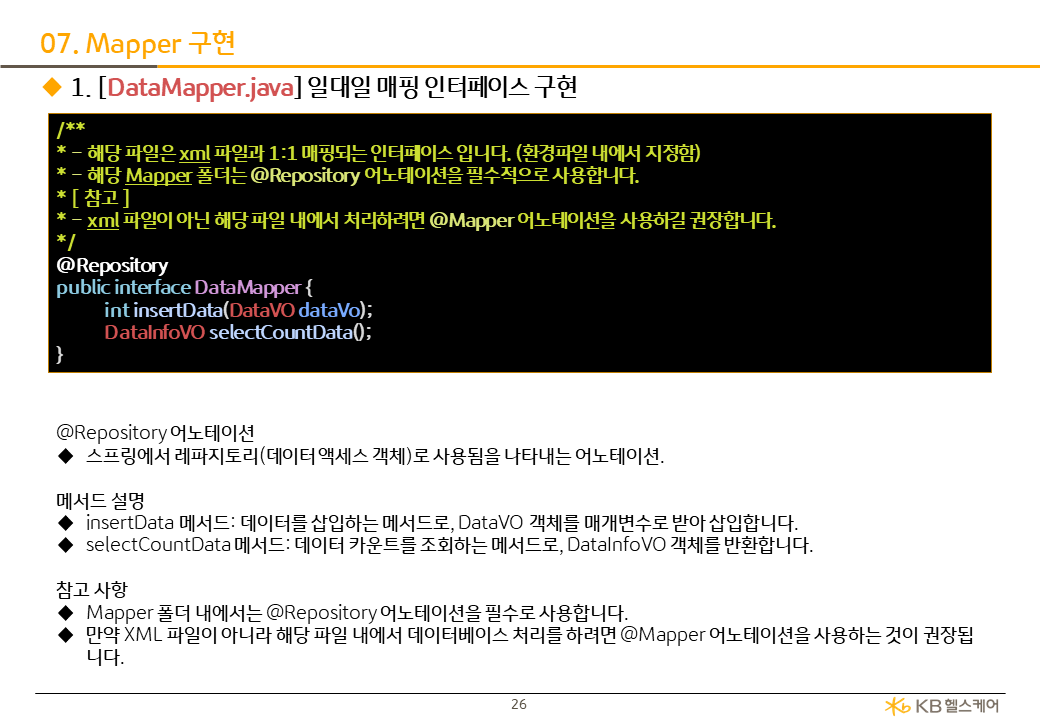 07. Mapper 구현
◆ 1. [DataMapper.java] 일대일 매핑 인터페이스 구현
/**
* - 해당 파일은 xml 파일과 1:1 매핑되는 인터페이스 입니다. (환경파일 내에서 지정함)
* - 해당 Mapper 폴더는 @Repository 어노테이션을 필수적으로 사용합니다.
* [ 참고 ]
* - xml 파일이 아닌 해당 파일 내에서 처리하려면 @Mapper 어노테이션을 사용하길 권장합니다.
*/
@Repository
public interface DataMapper {
int insertData(DataVO dataVo);
DataInfoVO selectCountData();
}
@Repository 어노테이션
◆ 스프링에서 레파지토리(데이터 액세스 객체)로 사용됨을 나타내는 어노테이션.
메서드 설명
◆ insertData 메서드: 데이터를 삽입하는 메서드로, DataVO 객체를 매개변수로 받아 삽입합니다.
◆ selectCountData 메서드: 데이터 카운트를 조회하는 메서드로, DataInfoVO 객체를 반환합니다.
참고 사항
◆ Mapper 폴더 내에서는 @Repository 어노테이션을 필수로 사용합니다.
◆ 만약 XML 파일이 아니라 해당 파일 내에서 데이터베이스 처리를 하려면 @Mapper 어노테이션을 사용하는 것이 권장됩
니다.
26
KB헬스케어